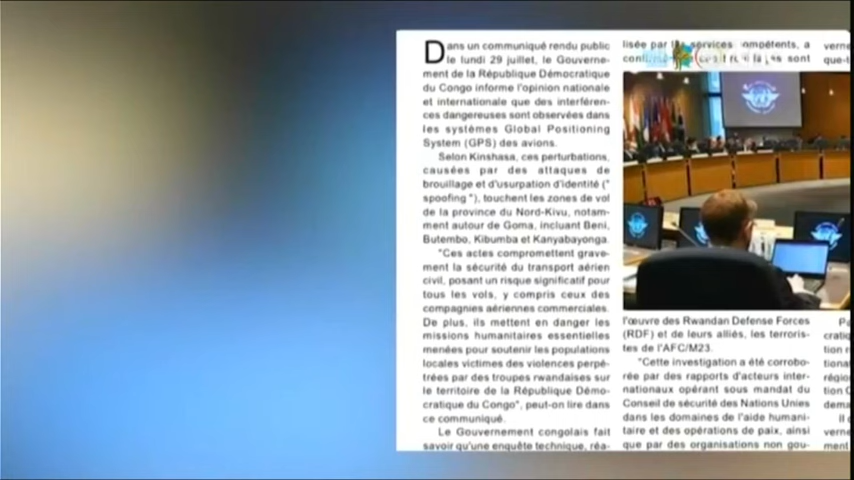 Dans un communiqué rendu public
le lundi 29 juillet, le Gouverne-
ment de la République Démocratique
du Congo informe l'opinion nationale
et internationale que des interféren-
ces dangereuses sont observées dans
les systèmes Global Positioning
System (GPS) des avions.
Selon Kinshasa, ces perturbations,
causées par des attaques de
brouillage et d'usurpation d'identité ("
spoofing "), touchent les zones de vol
de la province du Nord-Kivu, notam-
ment autour de Goma, incluant Beni,
Butembo, Kibumba et Kanyabayonga.
"Ces actes compromettent grave-
ment la sécurité du transport aérien
civil, posant un risque significatif pour
tous les vols, y compris ceux des
compagnies aériennes commerciales.
De plus, ils mettent en danger les
missions humanitaires essentielles
menées pour soutenir les populations
locales victimes des violences perpé-
trées par des troupes rwandaises sur
le territoire de la République Démo-
cratique du Congo", peut-on lire dans
ce communiqué.
Le Gouvernement congolais fait
savoir qu'une enquête technique, réa-
lisée par les services compétents, a
sont
l'œuvre des Rwandan Defense Forces
(RDF) et de leurs alliés, les terroris-
tes de l'AFC/M23.
"Cette investigation a été corrobo-
rée par des rapports d'acteurs inter-
nationaux opérant sous mandat du
Conseil de sécurité des Nations Unies
dans les domaines de l'aide humani-
taire et des opérations de paix, ainsi
que par des organisations non gou-